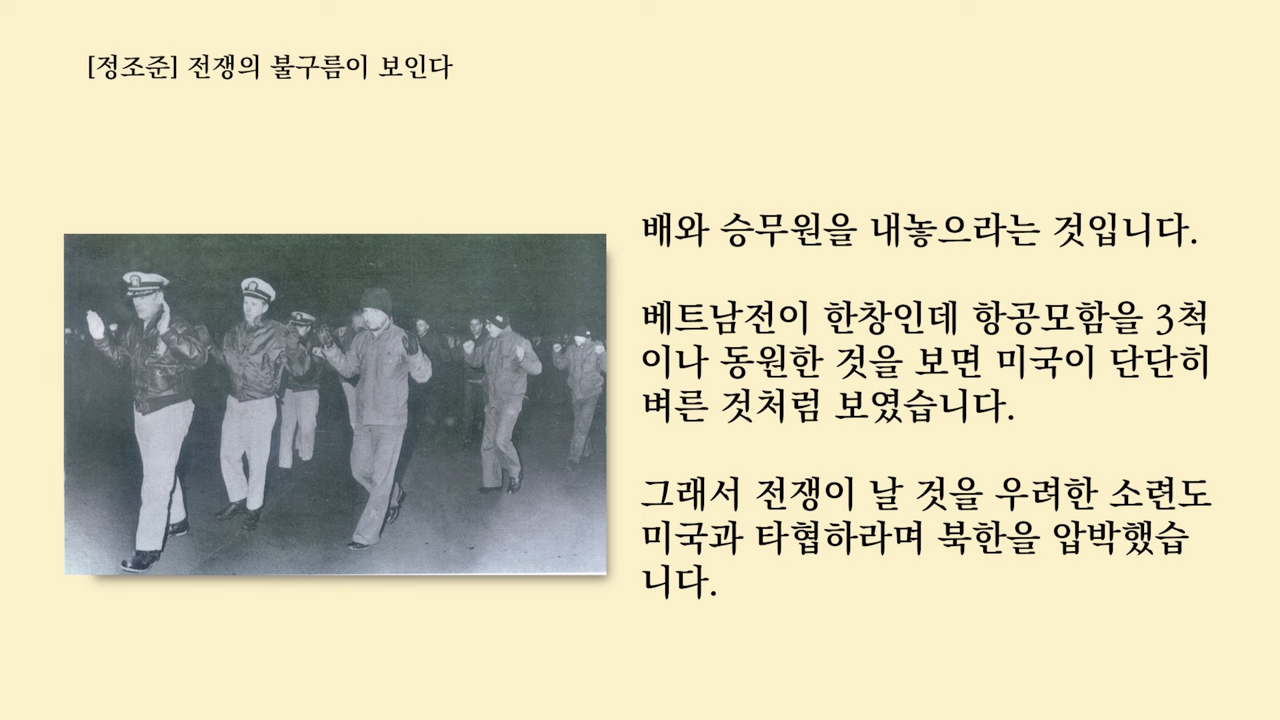 [정조준] 전쟁의 불구름이 보인다
배와 승무원을 내놓으라는 것입니다.
베트남전이 한창인데 항공모함을 3척
이나 동원한 것을 보면 미국이 단단히
벼른 것처럼 보였습니다.
그래서 전쟁이 날 것을 우려한 소련도
미국과 타협하라며 북한을 압박했습
니다.